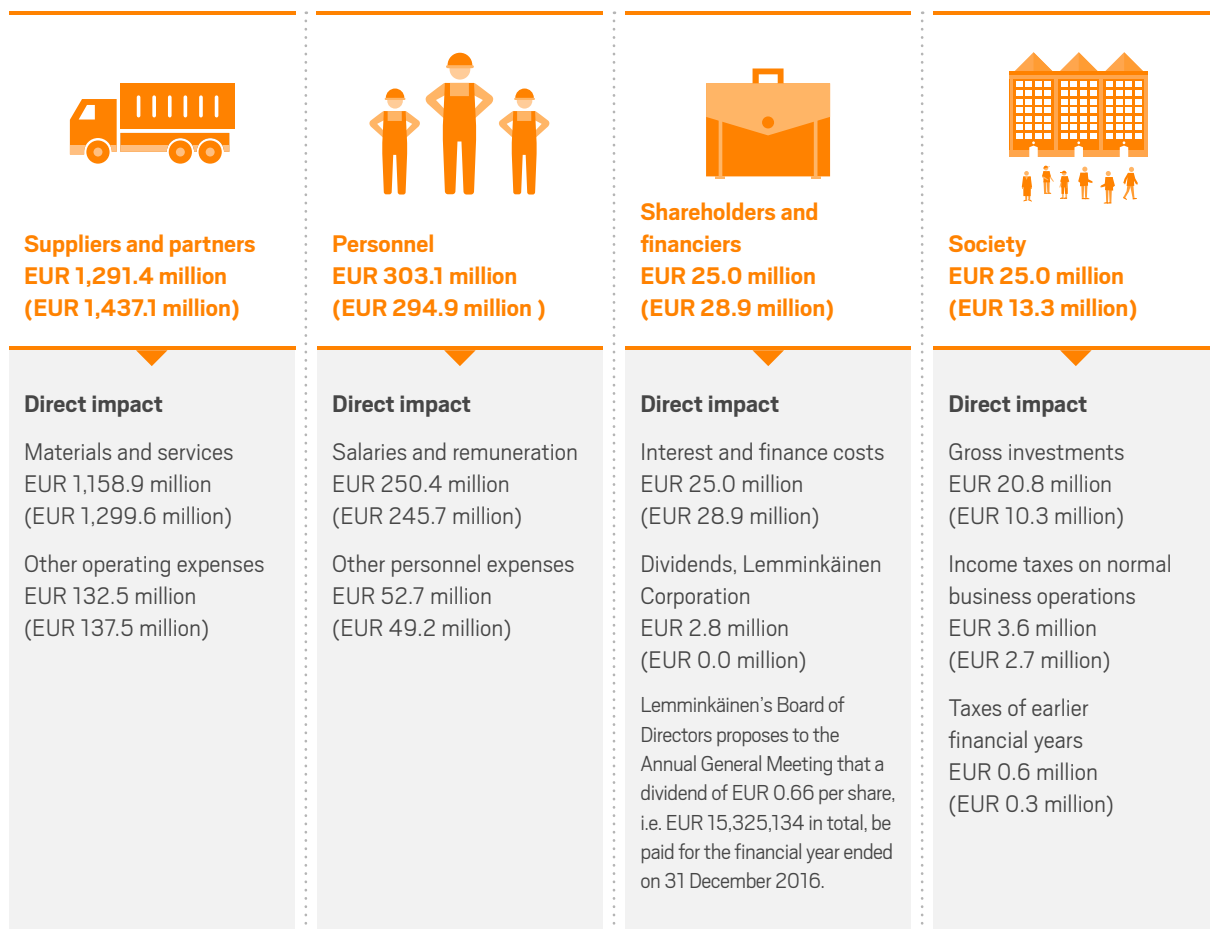 Suppliers and partners
EUR 1,291.4 million
(EUR 1,437.1 million)
Direct impact
Materials and services
EUR 1,158.9 million
(EUR 1,299.6 million)
Other operating expenses
EUR 132.5 million
(EUR 137.5 million)
Personnel
EUR 303.1 million
(EUR 294.9 million )
Direct impact
Salaries and remuneration
EUR 250.4 million
(EUR 245.7 million)
Other personnel expenses
EUR 52.7 million
(EUR 49.2 million)
Shareholders and
financiers
EUR 25.0 million
(EUR 28.9 million)
Direct impact
Interest and finance costs
EUR 25.0 million
(EUR 28.9 million)
Dividends, Lemminkäinen
Corporation
EUR 2.8 million
(EUR 0.0 million)
Lemminkäinen's Board of
Directors proposes to the
Annual General Meeting that a
dividend of EUR 0.66 per share,
i.e. EUR 15,325,134 in total, be
paid for the financial year ended
on 31 December 2016.
Society
EUR 25.0 million
(EUR 13.3 million)
Direct impact
Gross investments
EUR 20.8 million
(EUR 10.3 million)
Income taxes on normal
business operations
EUR 3.6 million
(EUR 2.7 million)
Taxes of earlier
financial years
EUR 0.6 million
(EUR 0.3 million)